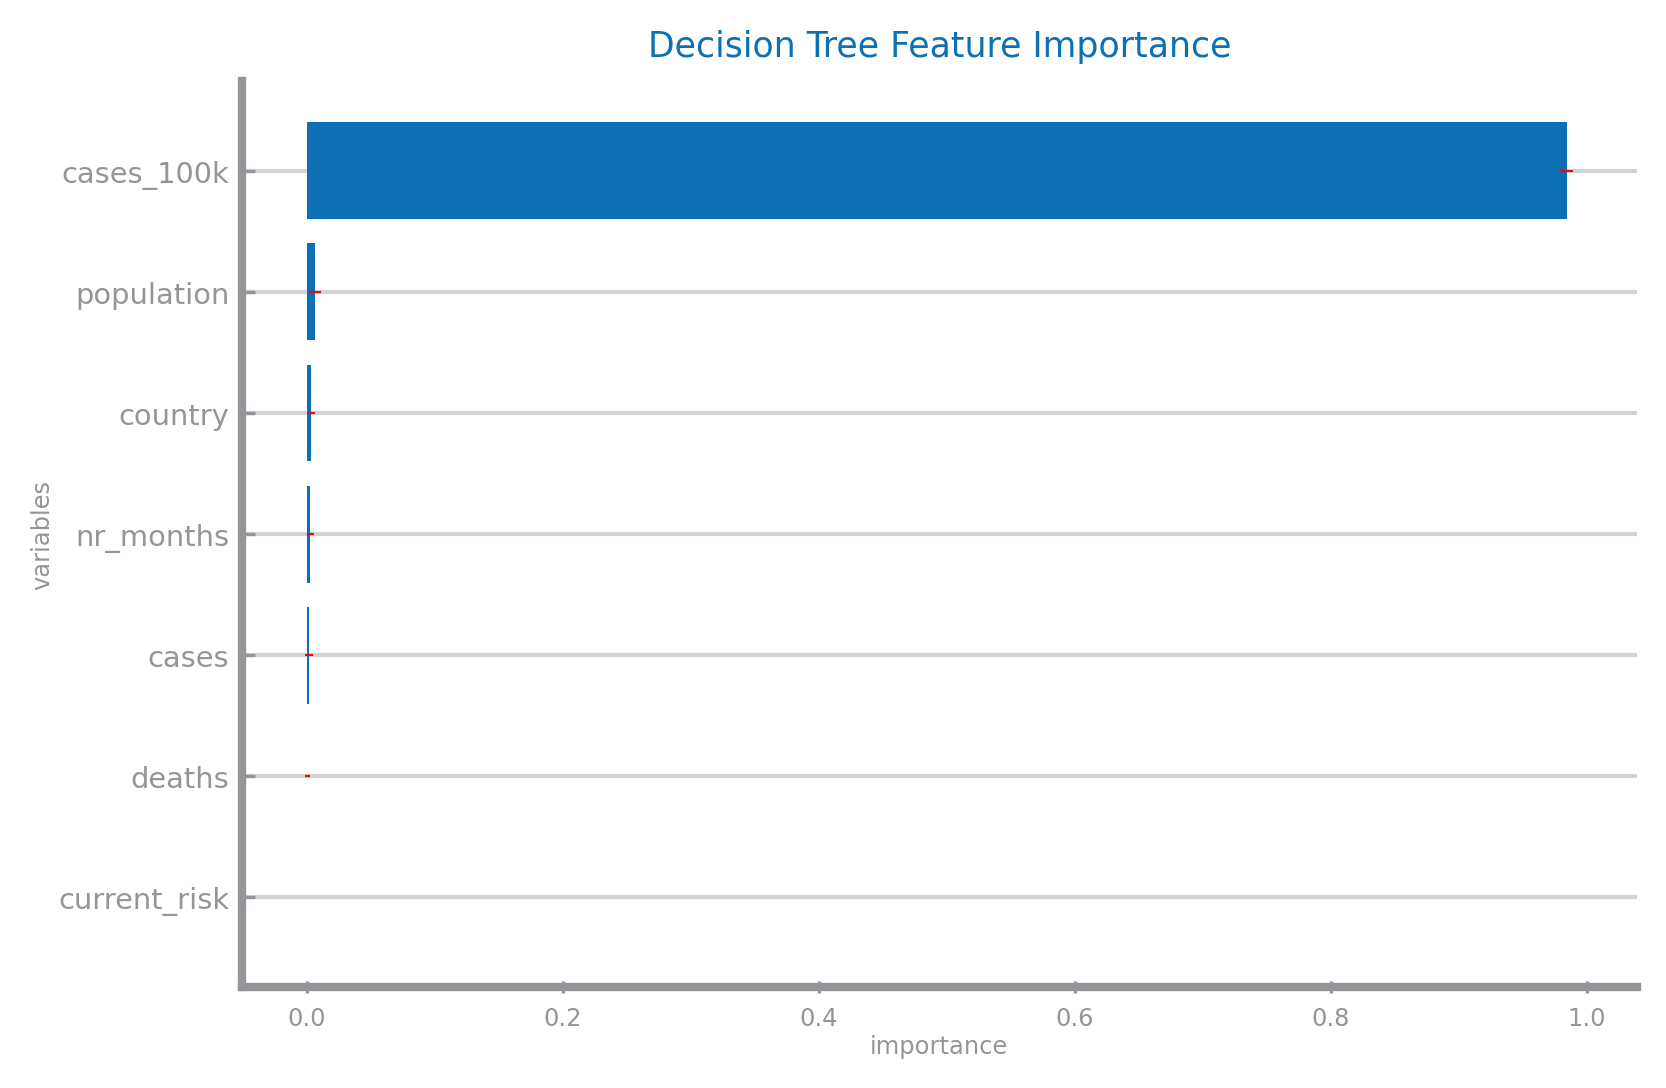 Decision Tree Feature Importance
cases_100k
population
country
nr_months
cases
deaths
current_risk
variables
0.0 0.2 0.4 0.6 0.8 1.0
importance